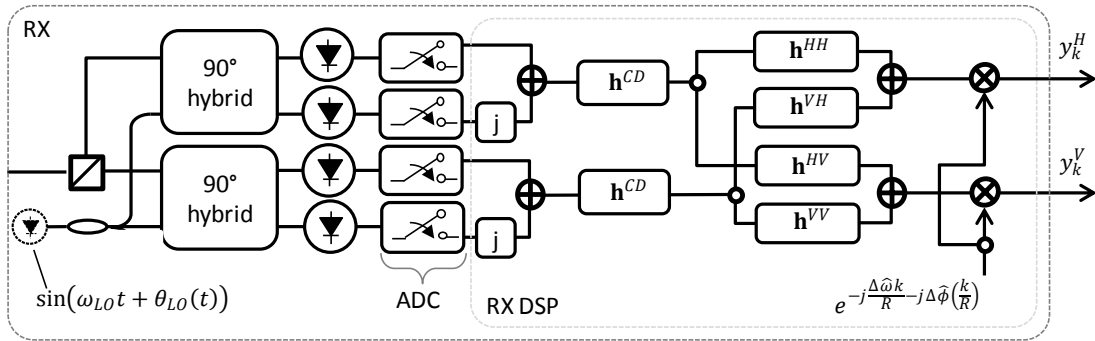 RX
90°
hybrid
90°
hybrid
j
j
ADC
RX DSP
𝐡^{CD}
𝐡^{CD}
𝐡^{HH}
𝐡^{VH}
𝐡^{HV}
𝐡^{VV}
y_k^H
y_k^V
sin(ω_{LO}t + θ_{LO}(t))
e^{-j\frac{Δ\hat{ω}k}{R}-jΔ\hat{ϕ}(\frac{k}{R})}